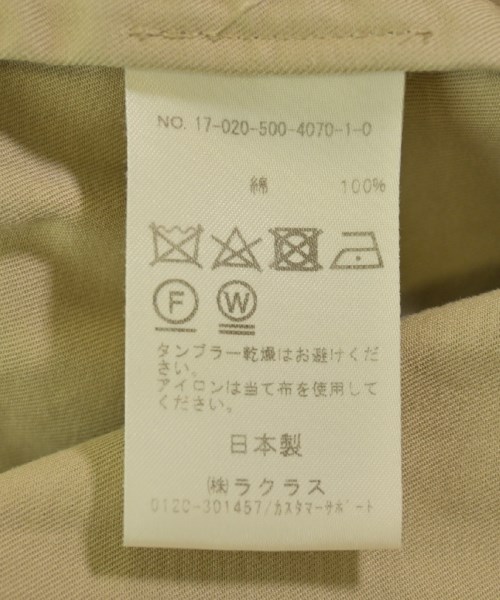 NO. 17-020-500-4070-1-0
綿 100%
F W
タンブラー乾燥はお避けくだ
さい。
アイロンは当て布を使用して
ください。
日本製
㈱ラクラス
0120-301457/カスタマーサポート